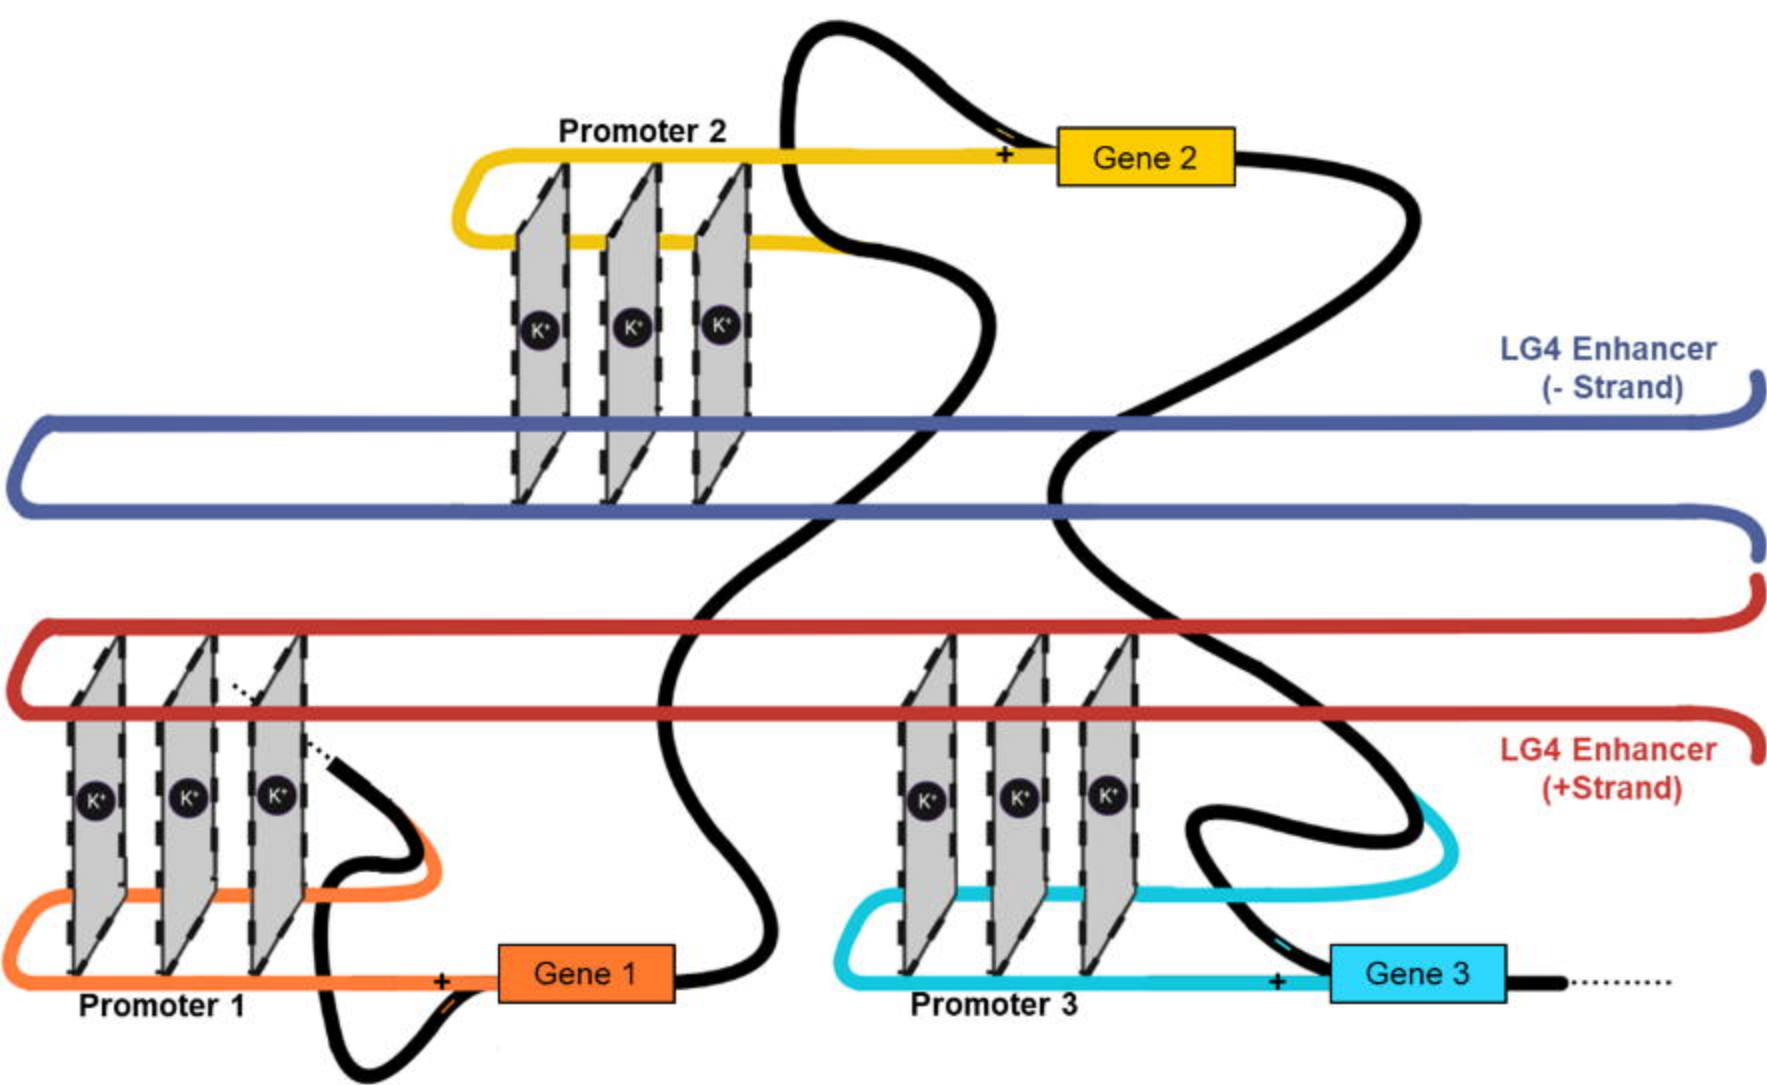 Promoter 2
+
−
Gene 2
K⁺
K⁺
K⁺
LG4 Enhancer
(- Strand)
LG4 Enhancer
(+Strand)
K⁺
K⁺
K⁺
K⁺
K⁺
K⁺
+
−
Gene 1
Promoter 1
+
−
Gene 3
Promoter 3